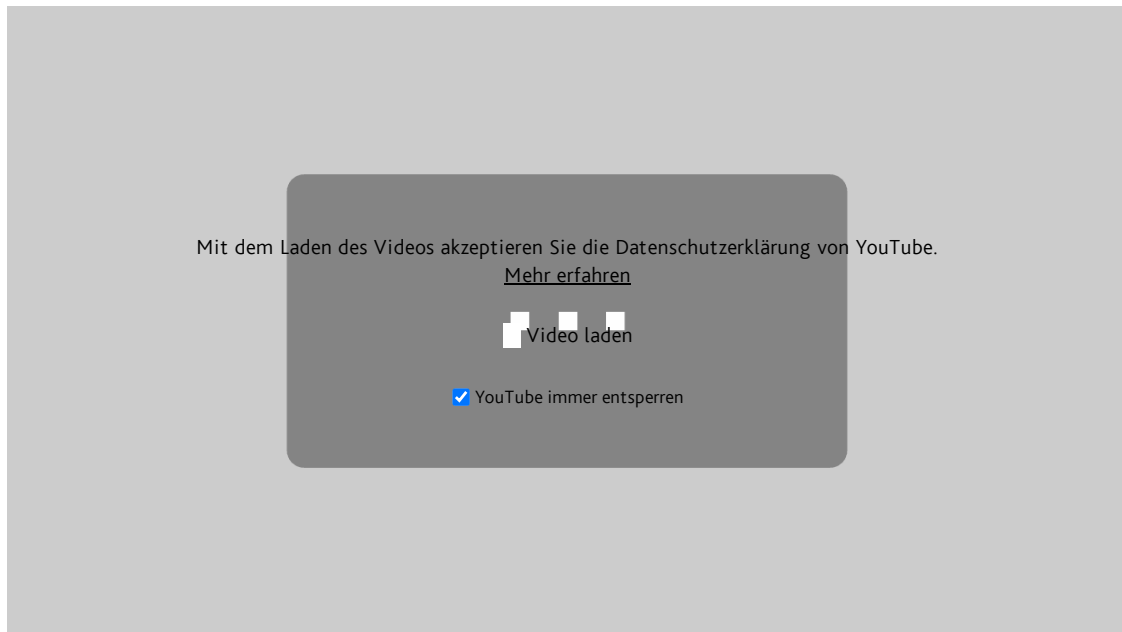 Mit dem Laden des Videos akzeptieren Sie die Datenschutzerklärung von YouTube.
Mehr erfahren
Video laden
YouTube immer entsperren